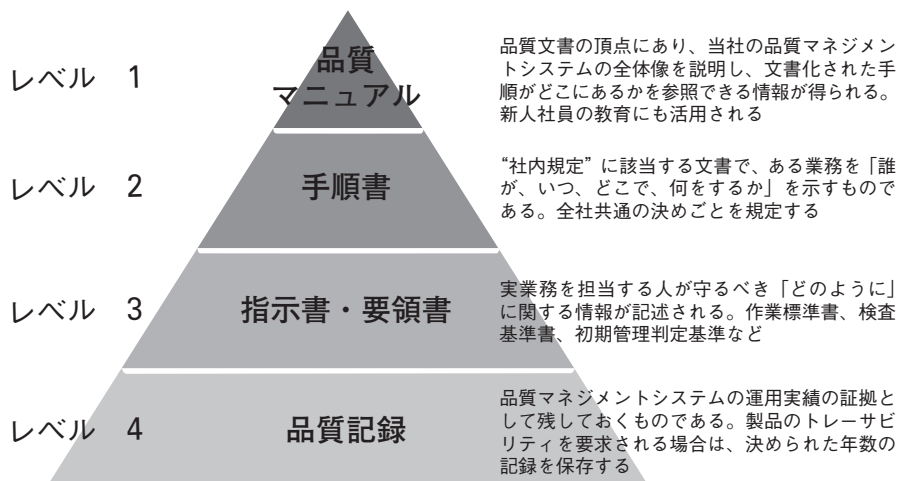 レベル 1
品質
マニュアル
品質文書の頂点にあり、当社の品質マネジメン
トシステムの全体像を説明し、文書化された手
順がどこにあるかを参照できる情報が得られる。
新人社員の教育にも活用される
レベル 2
手順書
“社内規定” に該当する文書で、ある業務を「誰
が、いつ、どこで、何をするか」を示すもので
ある。全社共通の決めごとを規定する
レベル 3
指示書・要領書
実業務を担当する人が守るべき「どのように」
に関する情報が記述される。作業標準書、検査
基準書、初期管理判定基準など
レベル 4
品質記録
品質マネジメントシステムの運用実績の証拠と
して残しておくものである。製品のトレーサビ
リティを要求される場合は、決められた年数の
記録を保存する